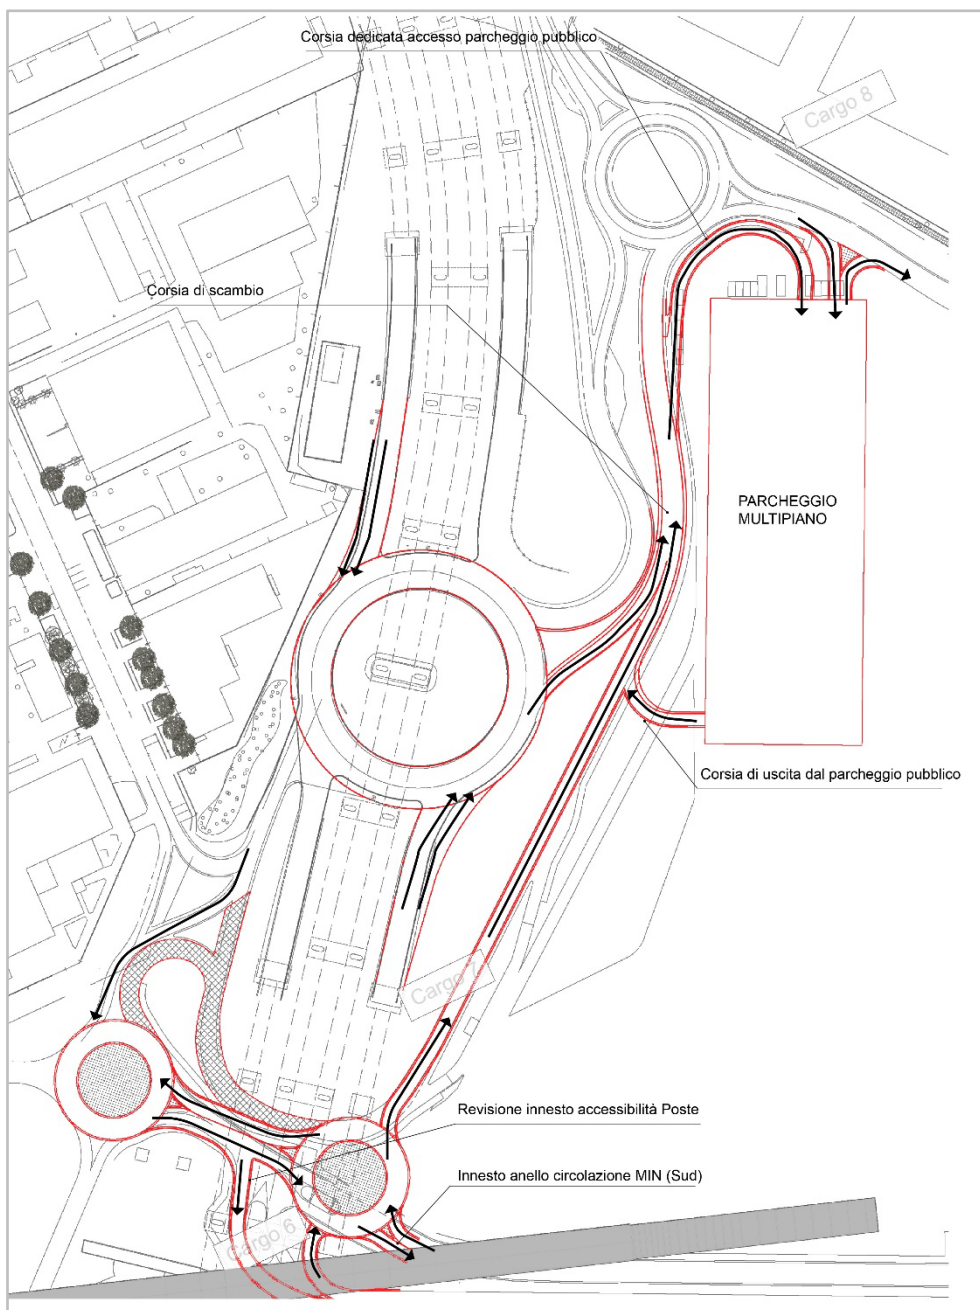 Corsia dedicata accesso parcheggio pubblico
Cargo 8
Corsia di scambio
PARCHEGGIO
MULTIPIANO
Corsia di uscita dal parcheggio pubblico
Cargo 7
Revisione innesto accessibilità Poste
Innesto anello circolazione MIN (Sud)
Cargo 6